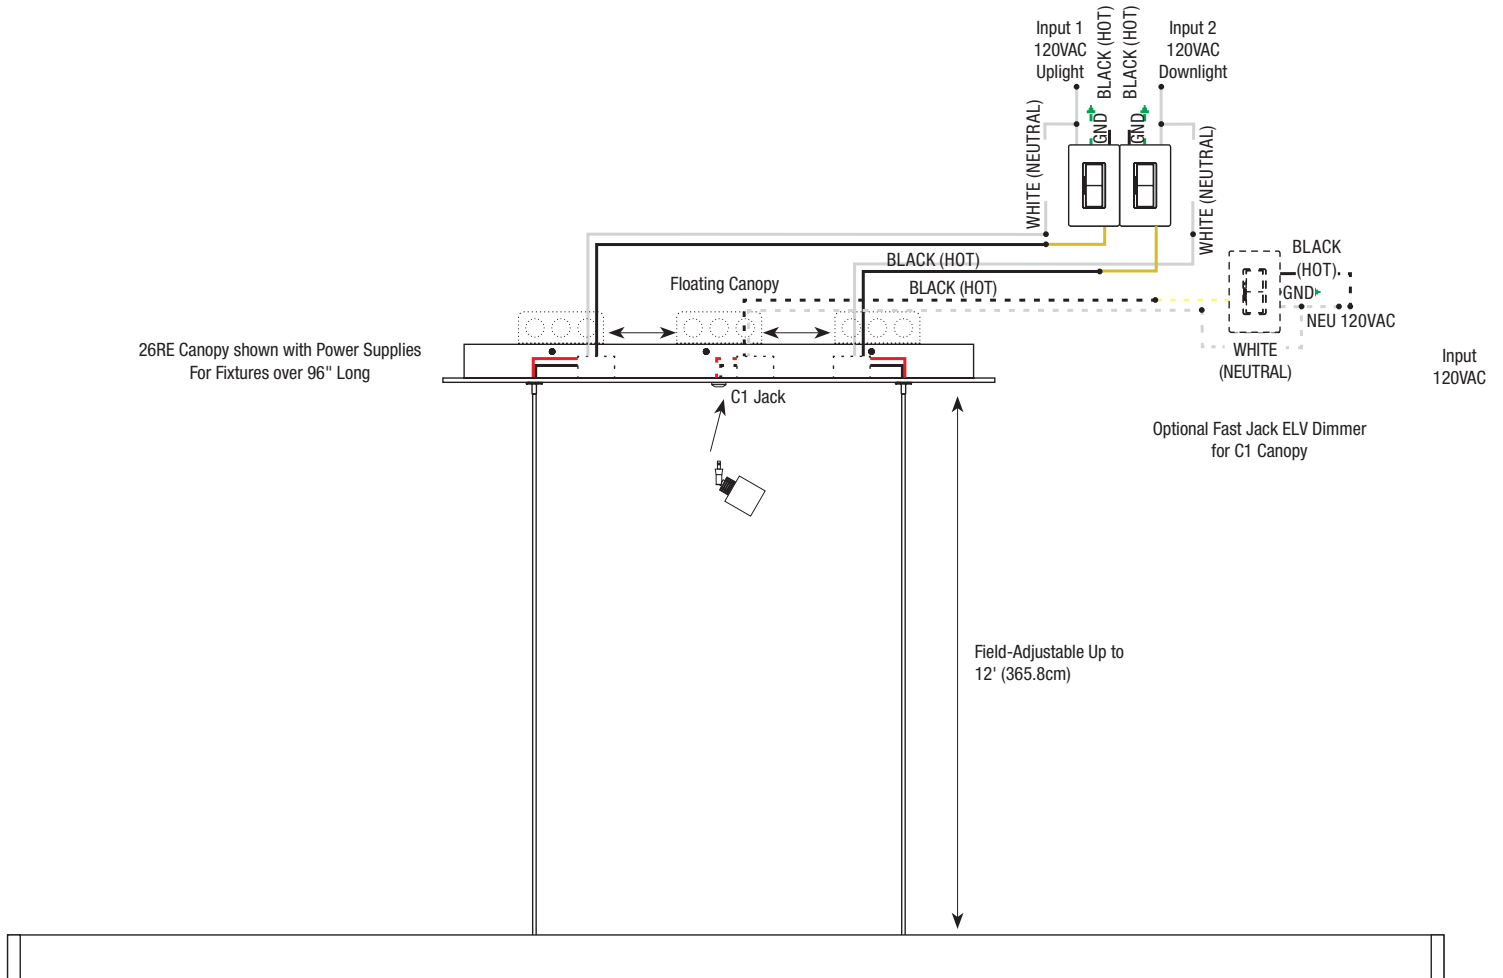 Input 1
120VAC
Uplight
BLACK (HOT)
BLACK (HOT)
Input 2
120VAC
Downlight
GND
GND
WHITE (NEUTRAL)
WHITE (NEUTRAL)
BLACK (HOT)
BLACK (HOT)
Floating Canopy
BLACK
(HOT)
GND
NEU 120VAC
WHITE
(NEUTRAL)
Input
120VAC
26RE Canopy shown with Power Supplies
For Fixtures over 96" Long
C1 Jack
Optional Fast Jack ELV Dimmer
for C1 Canopy
Field-Adjustable Up to
12' (365.8cm)